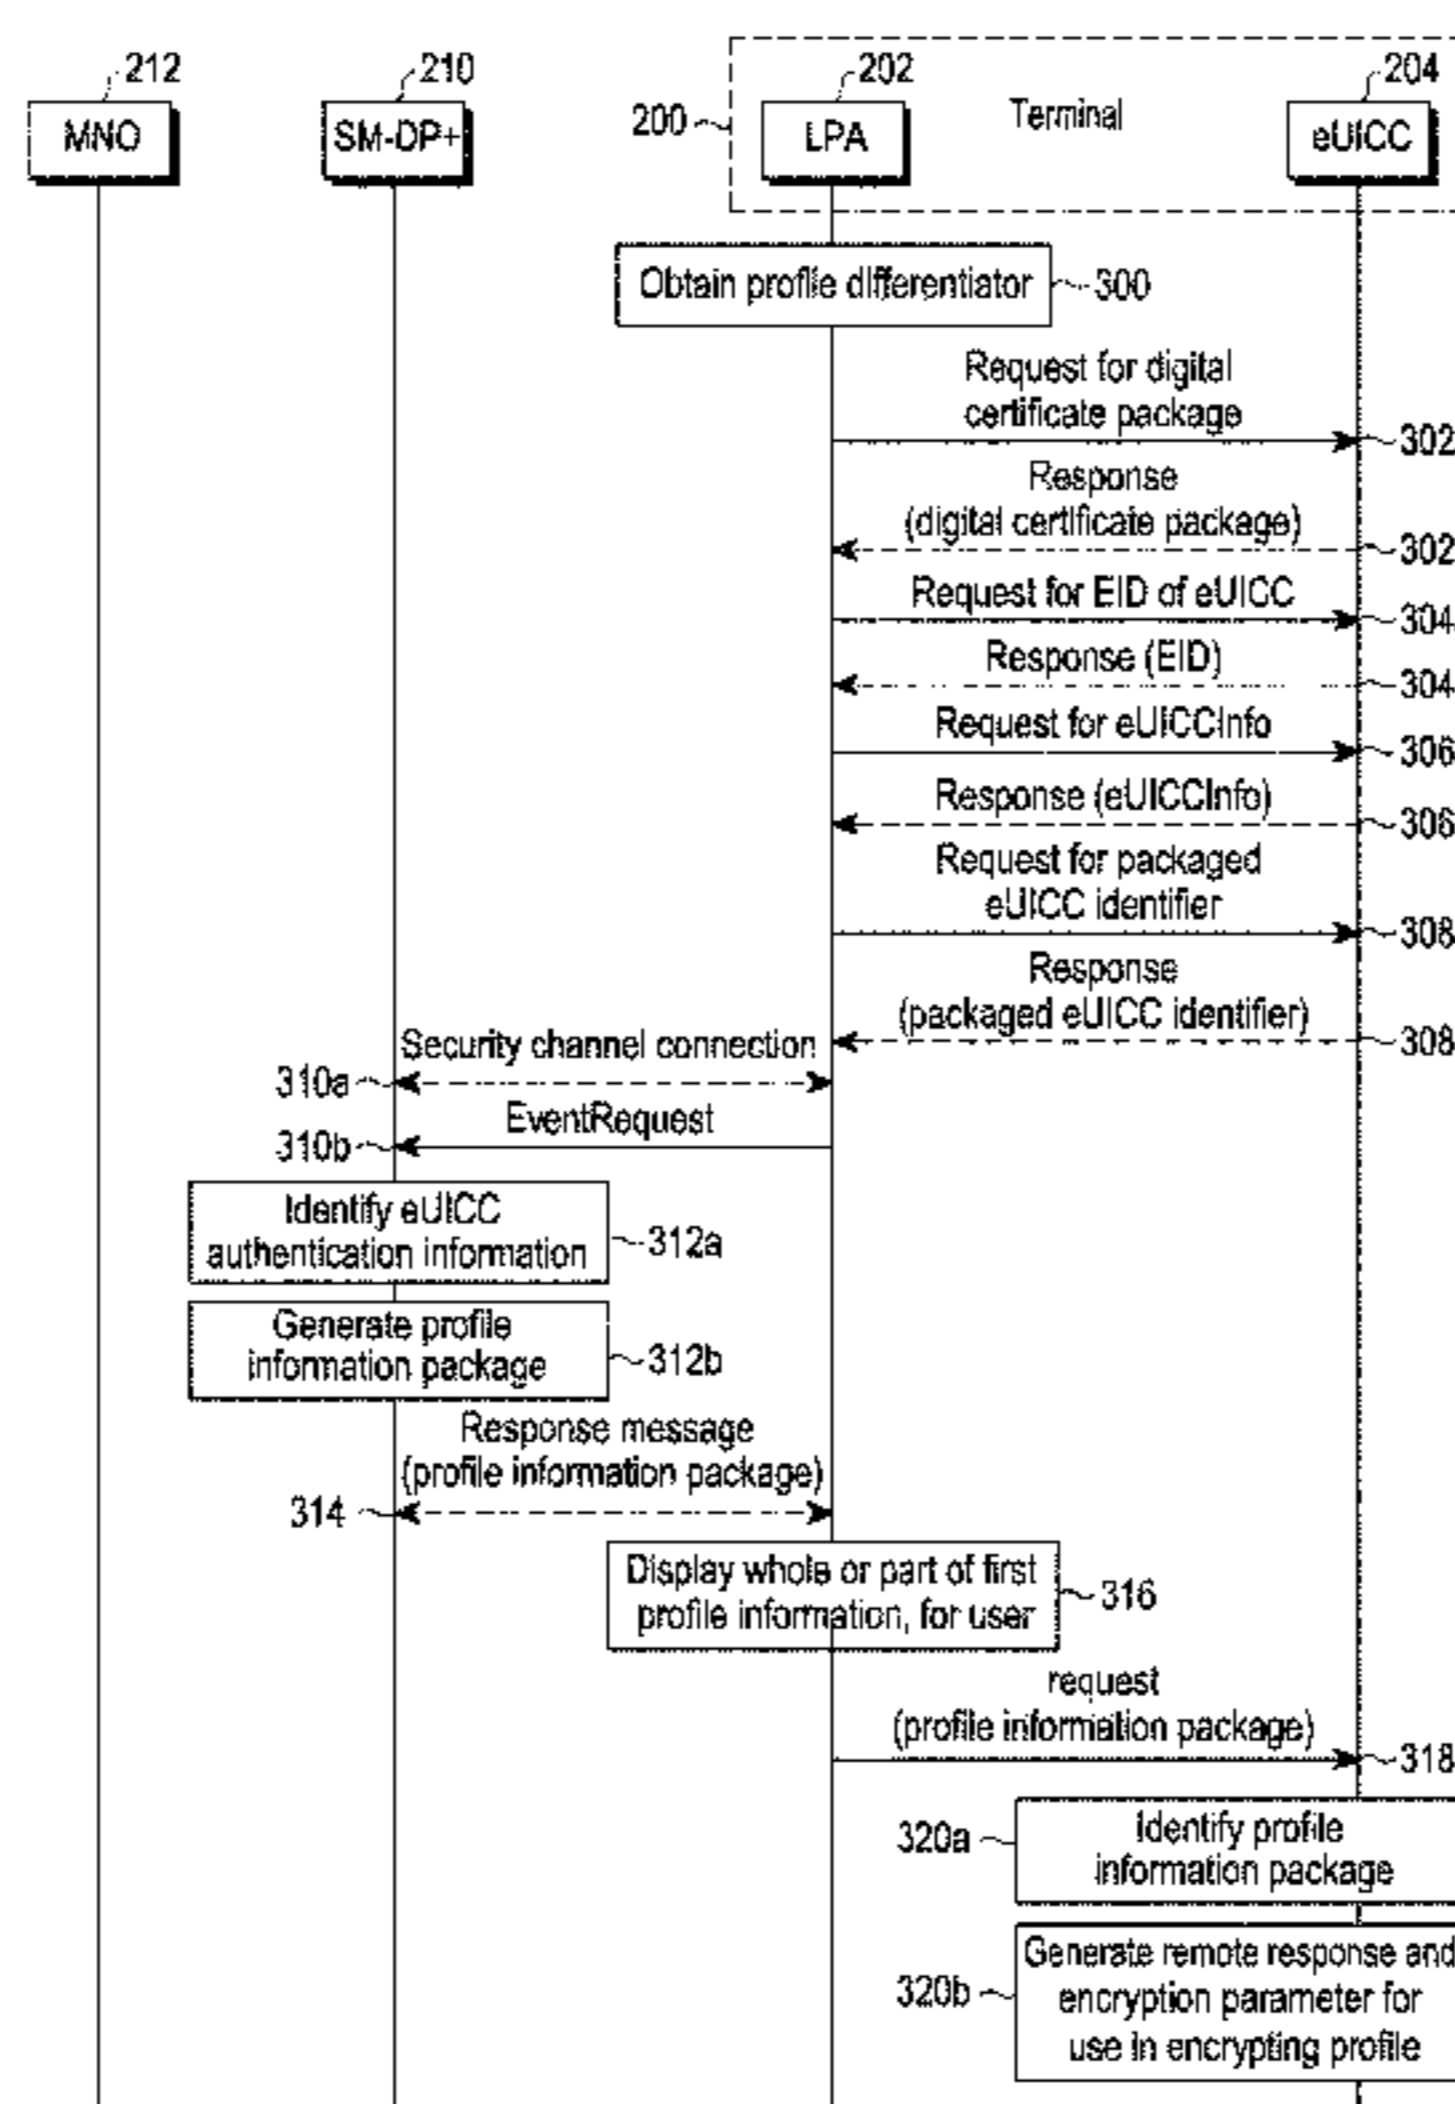 212
210
202
204
200
Terminal
MNO
SM-DP+
LPA
eUICC
Obtain profile differentiator
300
Request for digital
certificate package
302
Response
(digital certificate package)
302
Request for EID of eUICC
304
Response (EID)
304
Request for eUICCInfo
306
Response (eUICCInfo)
306
Request for packaged
eUICC identifier
308
Response
(packaged eUICC identifier)
308
Security channel connection
310a
EventRequest
310b
Identify eUICC
authentication information
312a
Generate profile
information package
312b
Response message
(profile information package)
314
Display whole or part of first
profile information, for user
316
request
(profile information package)
318
320a
Identify profile
information package
320b
Generate remote response and
encryption parameter for
use in encrypting profile